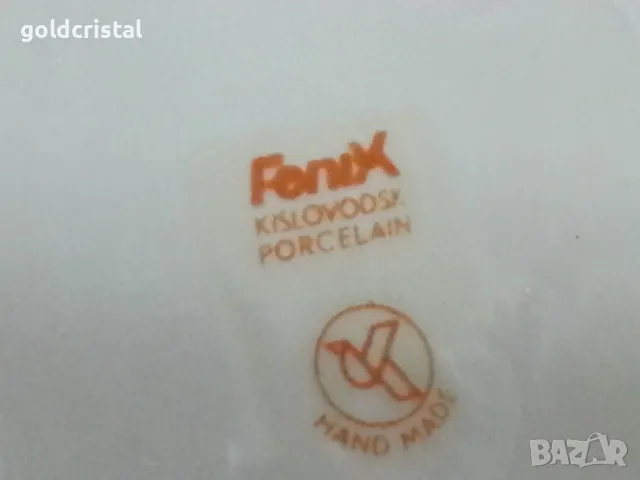 goldcristal
Fenix
KISLOVODSK
PORCELAIN
HAND MADE
BAZAR